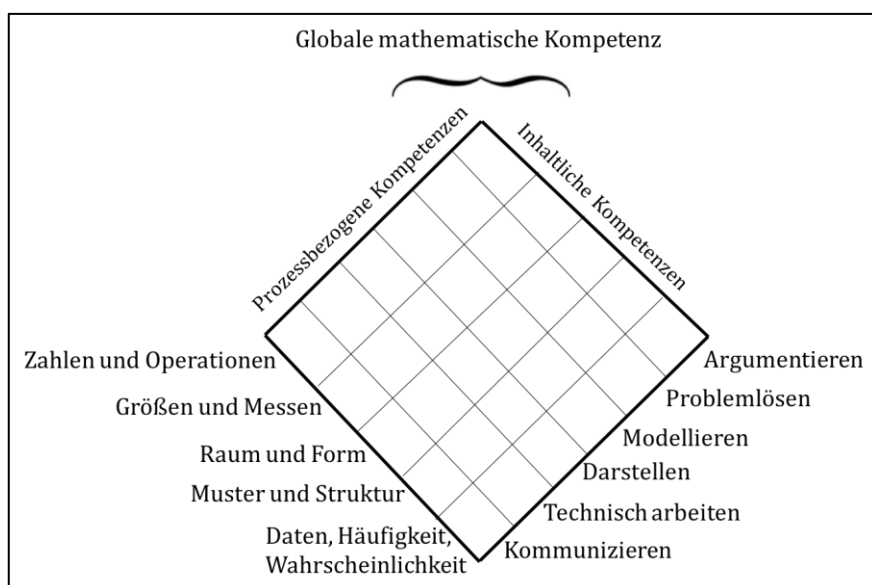 Globale mathematische Kompetenz
Prozessbezogene Kompetenzen
Inhaltliche Kompetenzen
Zahlen und Operationen
Größen und Messen
Raum und Form
Muster und Struktur
Daten, Häufigkeit,
Wahrscheinlichkeit
Argumentieren
Problemlösen
Modellieren
Darstellen
Technisch arbeiten
Kommunizieren